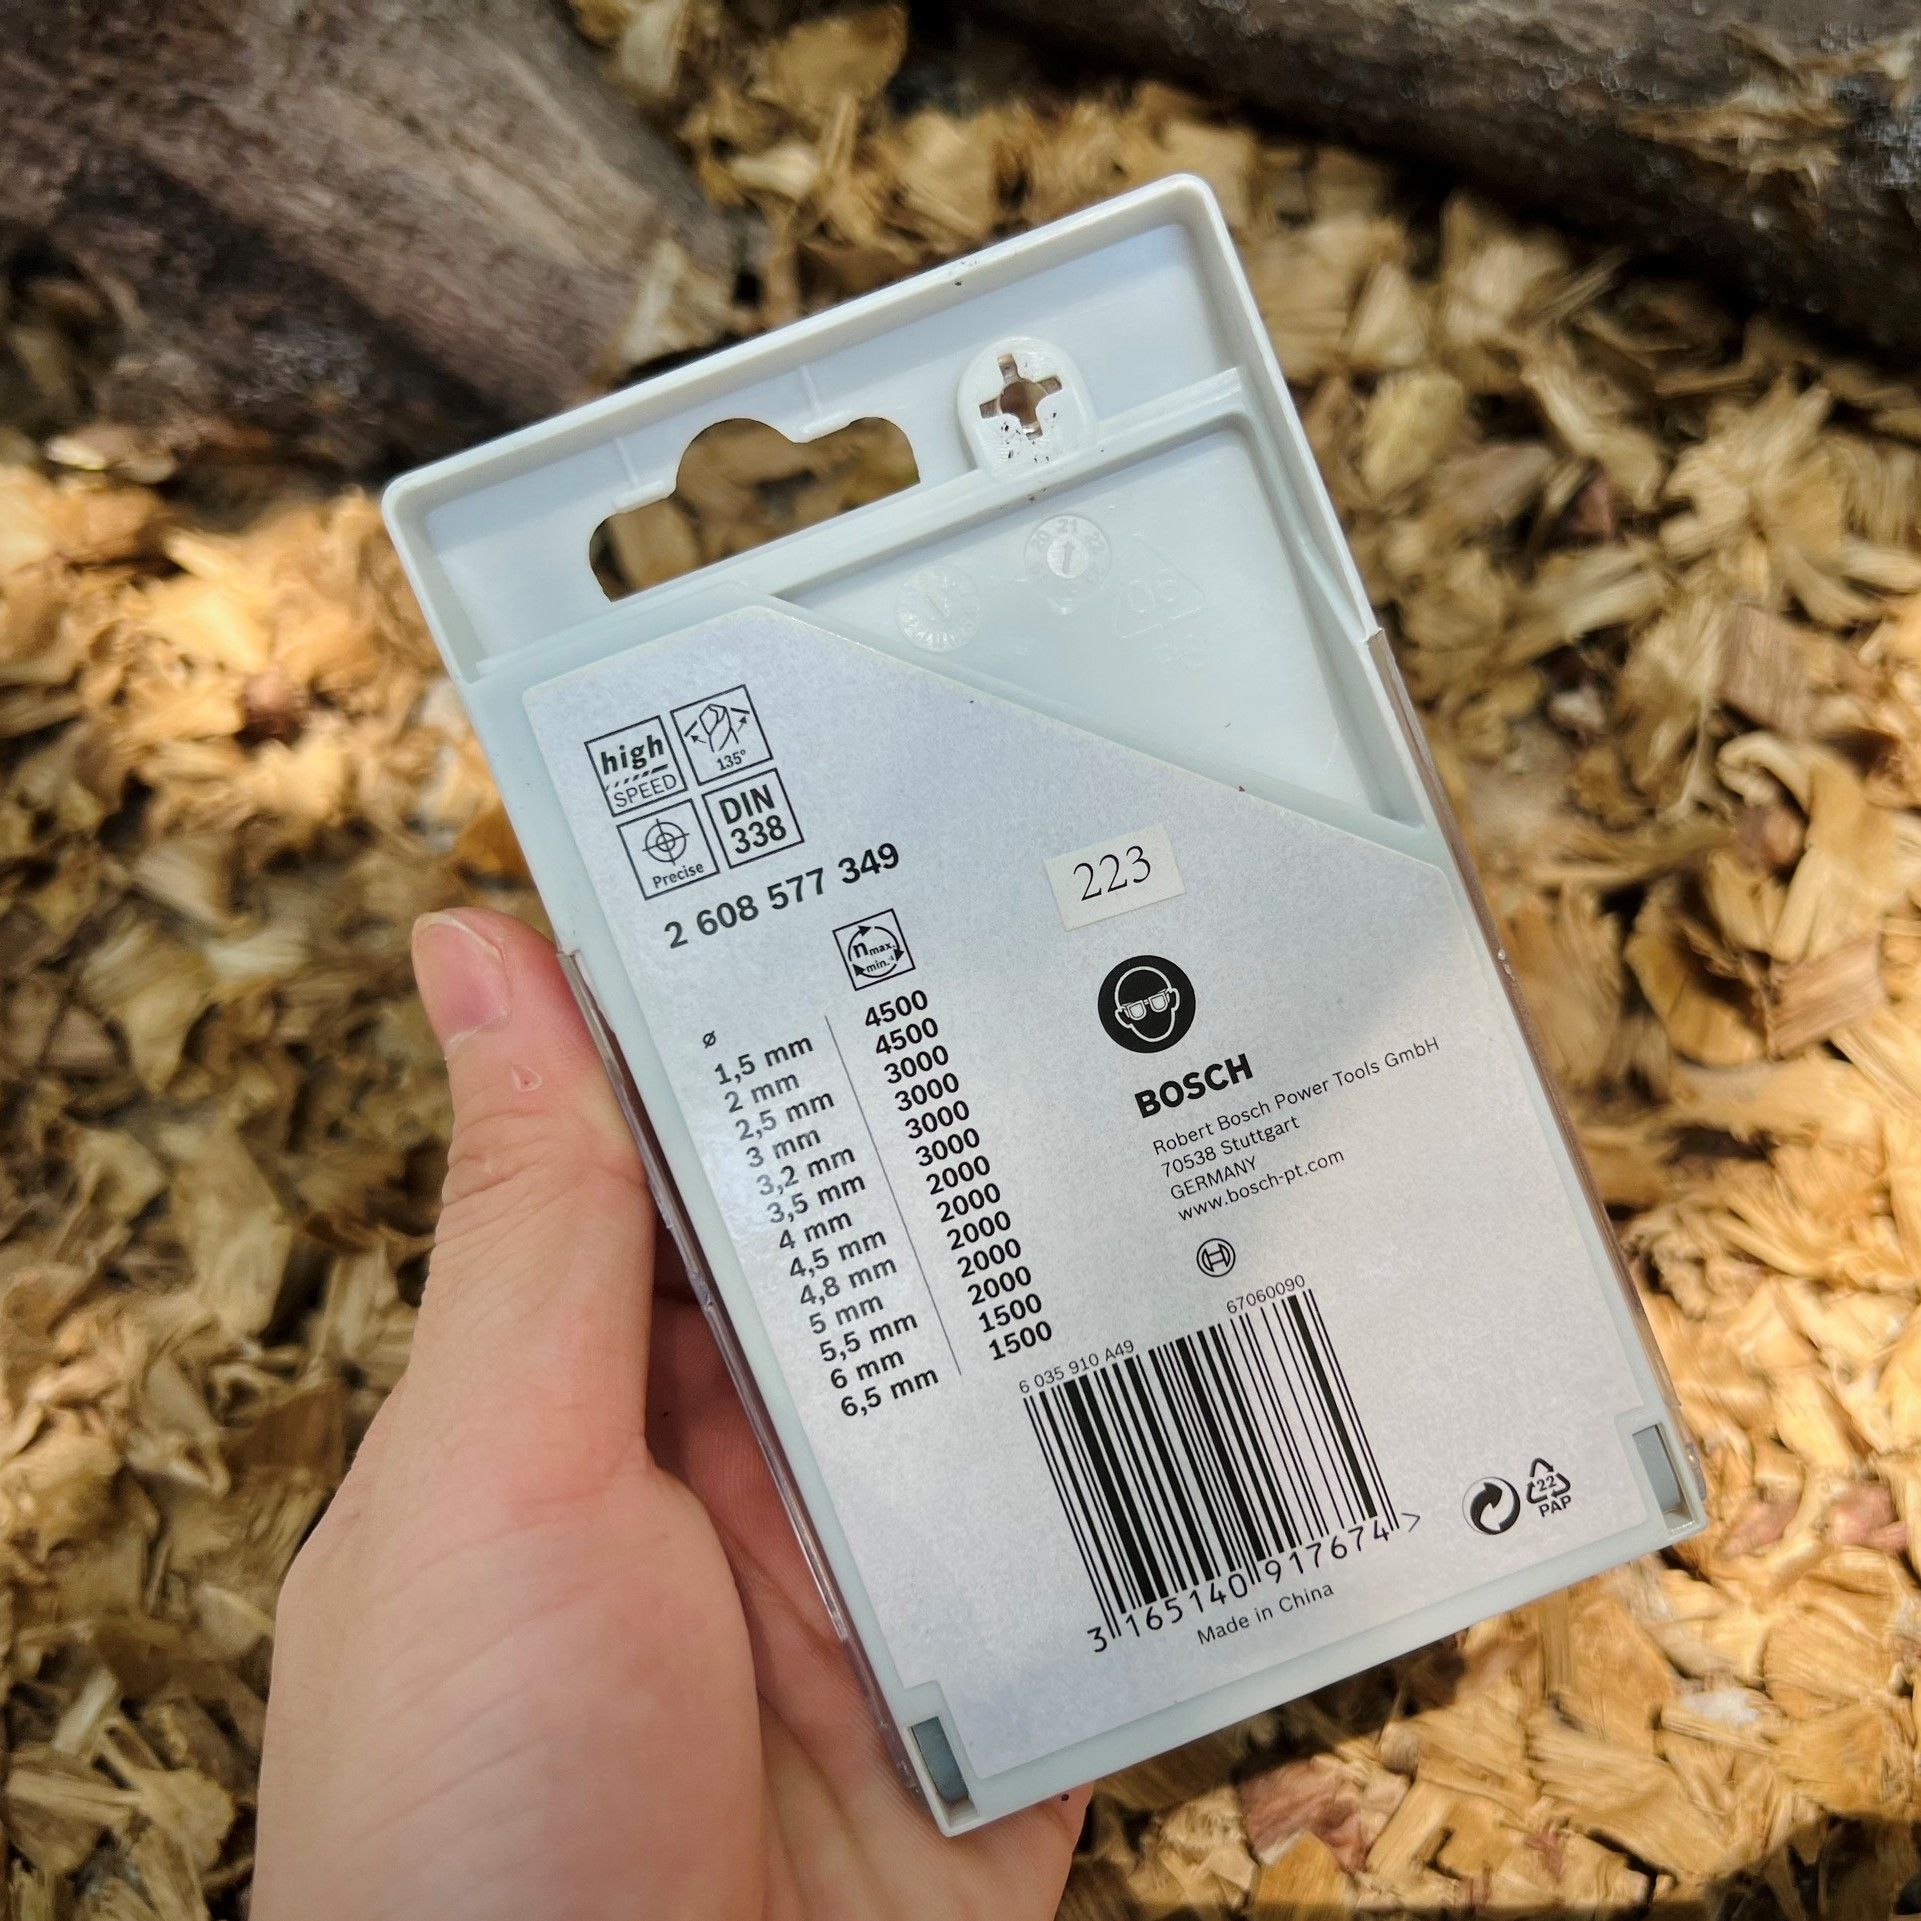 20 21 22
high
SPEED
135°
Precise
DIN
338
2 608 577 349
223
nmax.
min.-1
ø
1,5 mm 4500
2 mm 4500
2,5 mm 3000
3 mm 3000
3,2 mm 3000
3,5 mm 3000
4 mm 2000
4,5 mm 2000
4,8 mm 2000
5 mm 2000
5,5 mm 2000
6 mm 1500
6,5 mm 1500
BOSCH
Robert Bosch Power Tools GmbH
70538 Stuttgart
GERMANY
www.bosch-pt.com
6 035 910 A49
67060090
3 165140 917674 >
Made in China
22
PAP